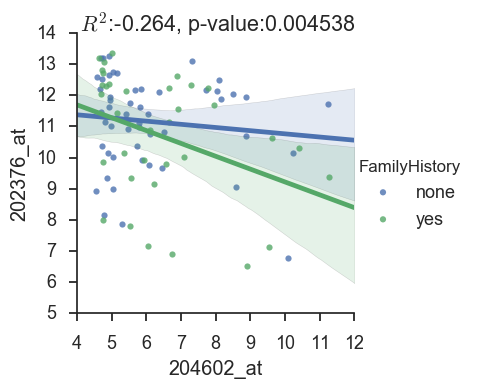 R²:-0.264, p-value:0.004538
14
13
12
11
10
9
8
7
6
5
202376_at
4 5 6 7 8 9 10 11 12
204602_at
FamilyHistory
none
yes